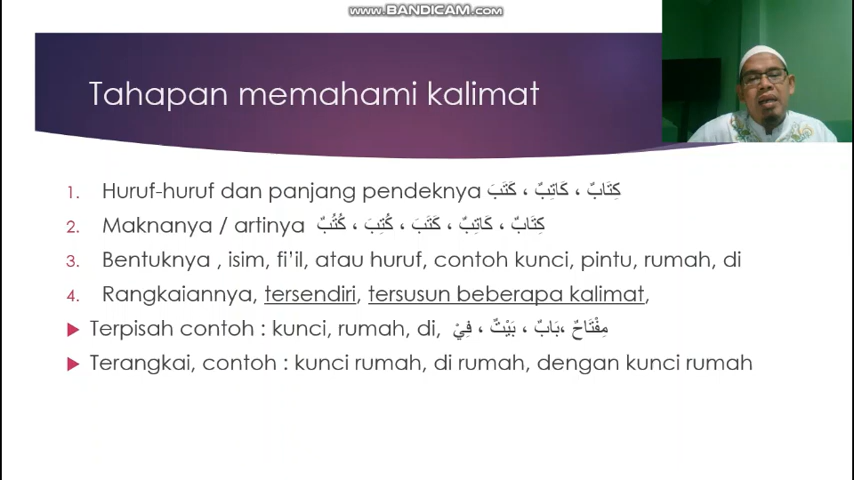 www.BANDICAM.com
Tahapan memahami kalimat
1. Huruf-huruf dan panjang pendeknya كِتَابٌ ، كَاتِبٌ ، كَتَبَ
2. Maknanya / artinya كِتَابٌ ، كَاتِبٌ ، كَتَبَ ، كُتِبَ ، كُتُبٌ
3. Bentuknya , isim, fi’il, atau huruf, contoh kunci, pintu, rumah, di
4. Rangkaiannya, tersendiri, tersusun beberapa kalimat,
Terpisah contoh : kunci, rumah, di, مِفْتَاحٌ ،بَابٌ ، بَيْتٌ ، فِيْ
Terangkai, contoh : kunci rumah, di rumah, dengan kunci rumah